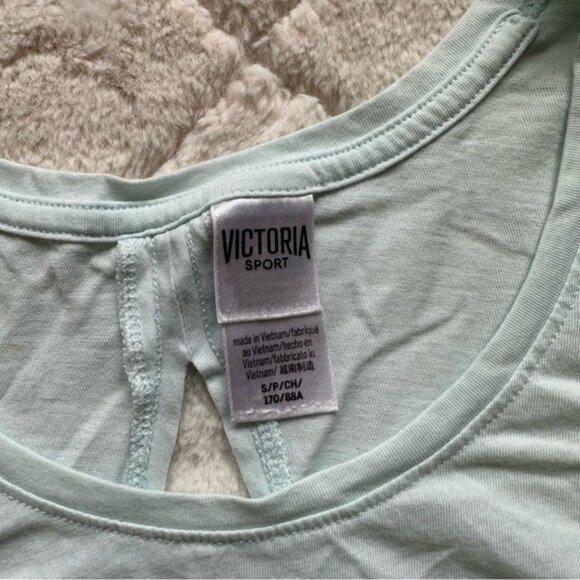 VICTORIA
SPORT
made in Vietnam/fabriqué
au Vietnam/hecho en
Vietnam/fabbricato in
Vietnam/ 越南制造
S/P/CH/
170/88A